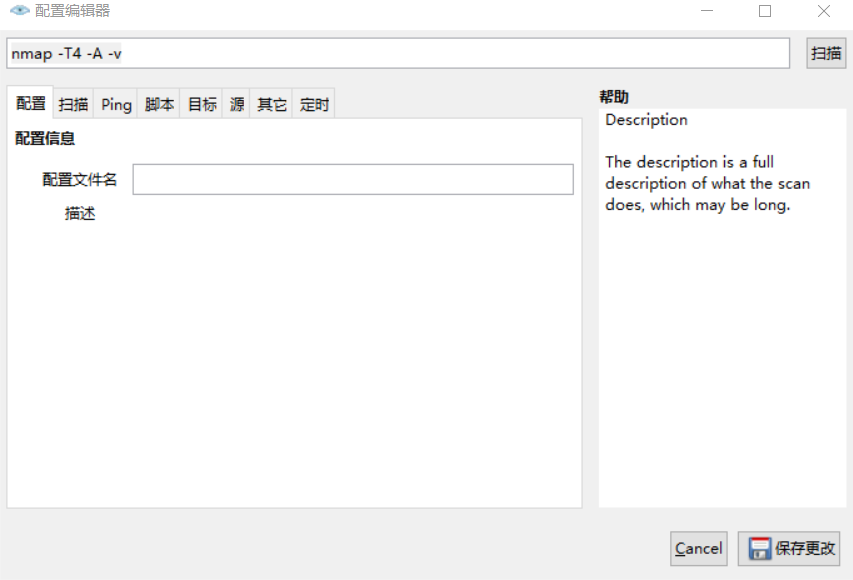 配置编辑器
nmap -T4 -A -v
扫描
配置 扫描 Ping 脚本 目标 源 其它 定时
配置信息
配置文件名
描述
帮助
Description
The description is a full
description of what the scan
does, which may be long.
Cancel
保存更改